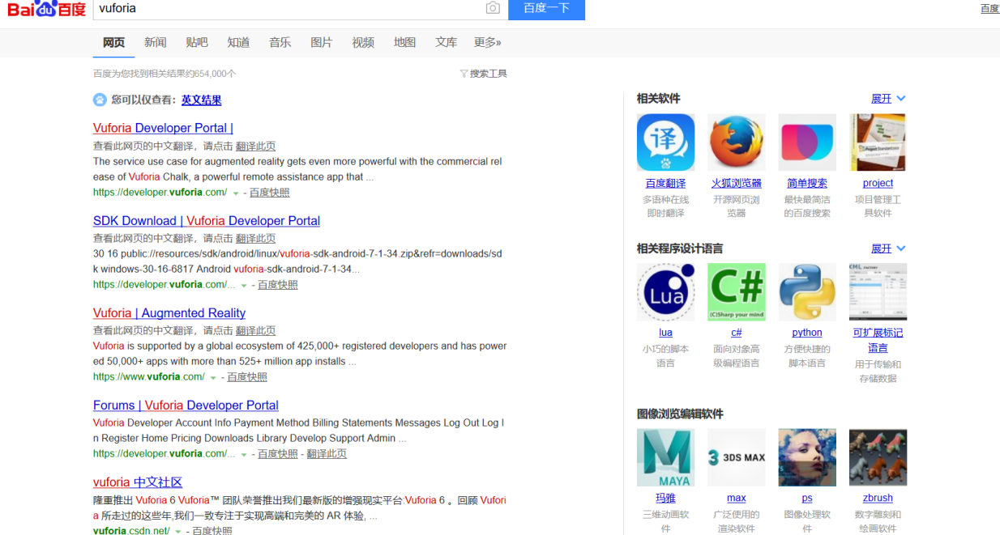 Bai du 百度
vuforia
百度一下
百度
网页 新闻 贴吧 知道 音乐 图片 视频 地图 文库 更多»
百度为您找到相关结果约654,000个
搜索工具
您可以仅查看：英文结果
Vuforia Developer Portal |
查看此网页的中文翻译，请点击 翻译此页
The service use case for augmented reality gets even more powerful with the commercial rel
ease of Vuforia Chalk, a powerful remote assistance app that ...
https://developer.vuforia.com/ - 百度快照
SDK Download | Vuforia Developer Portal
查看此网页的中文翻译，请点击 翻译此页
30 16 public://resources/sdk/android/linux/vuforia-sdk-android-7-1-34.zip&refr=downloads/sd
k windows-30-16-6817 Android vuforia-sdk-android-7-1-34...
https://developer.vuforia.com/... - 百度快照
Vuforia | Augmented Reality
查看此网页的中文翻译，请点击 翻译此页
Vuforia is supported by a global ecosystem of 425,000+ registered developers and has power
ed 50,000+ apps with more than 525+ million app installs ...
https://www.vuforia.com/ - 百度快照
Forums | Vuforia Developer Portal
Vuforia Developer Account Info Payment Method Billing Statements Messages Log Out Log I
n Register Home Pricing Downloads Library Develop Support Admin ...
https://developer.vuforia.com/... - 百度快照 - 翻译此页
vuforia 中文社区
隆重推出 Vuforia 6 Vuforia™ 团队荣誉推出我们最新版的增强现实平台:Vuforia 6 。回顾 Vufori
a 所走过的这些年,我们一致专注于实现高端和完美的 AR 体验, ...
vuforia.csdn.net/ - 百度快照
相关软件 展开
译
百度翻译 火狐浏览器 简单搜索 project
多语种在线 开源网页浏 最快最简洁 项目管理工
即时翻译 览器 的百度搜索 具软件
相关程序设计语言 展开
Lua C#
(C)Sharp your mind
lua c# python 可扩展标记
语言
小巧的脚本 面向对象高 方便快捷的 用于传输和
语言 级编程语言 脚本语言 存储数据
图像浏览编辑软件
MAYA 3 3DS MAX
玛雅 max ps zbrush
三维动画软 广泛使用的 图像处理软 数字雕刻和
件 渲染软件 件 绘画软件